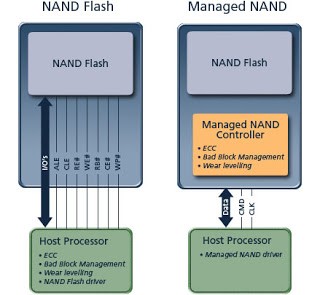 NAND Flash
Managed NAND
NAND Flash
NAND Flash
Managed NAND
Controller
• ECC
• Bad Block Management
• Wear levelling
I/O's
ALE
CLE
RE#
WE#
RB#
CE#
WP#
Data
CMD
CLK
Host Processor
• ECC
• Bad Block Management
• Wear levelling
• NAND Flash driver
Host Processor
• Managed NAND driver